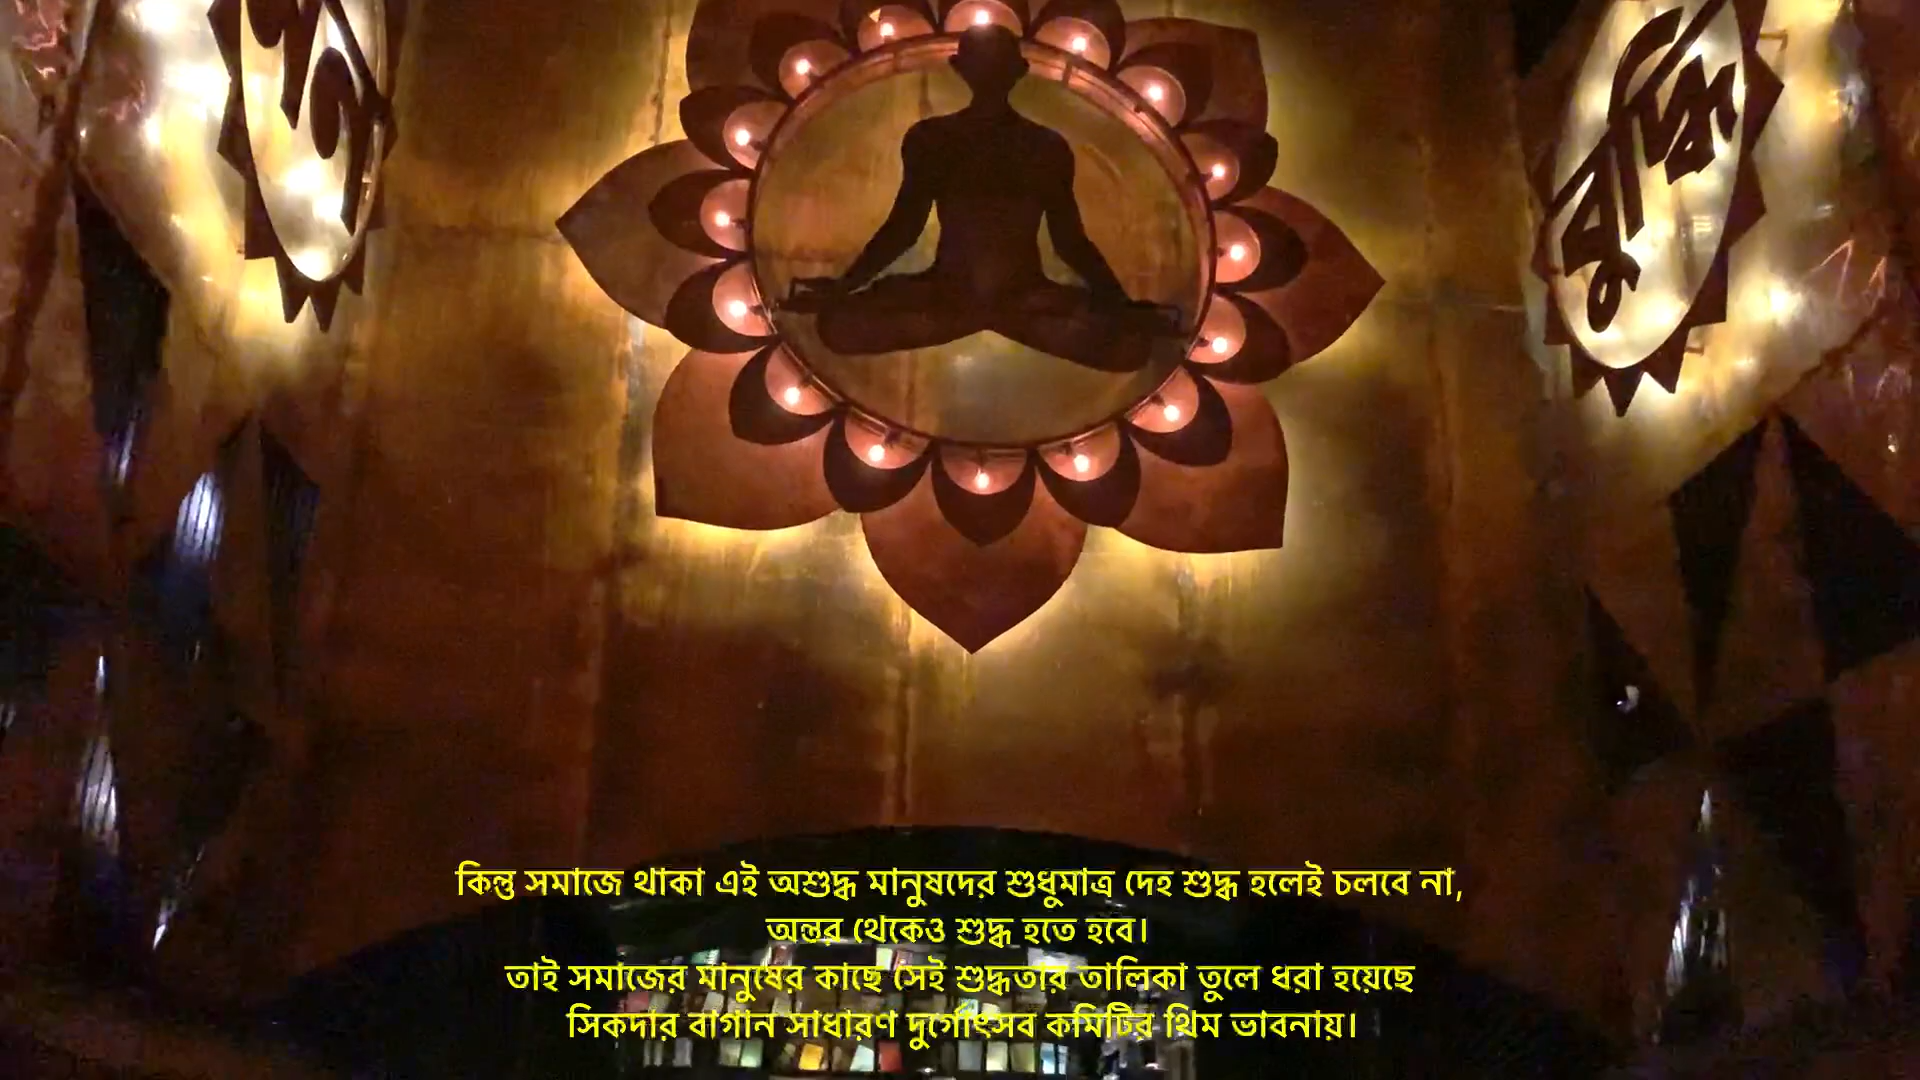 কিন্তু সমাজে থাকা এই অশুদ্ধ মানুষদের শুধুমাত্র দেহ শুদ্ধ হলেই চলবে না,
অন্তর থেকেও শুদ্ধ হতে হবে।
তাই সমাজের মানুষের কাছে সেই শুদ্ধতার তালিকা তুলে ধরা হয়েছে
সিকদার বাগান সাধারণ দুর্গোৎসব কমিটির থিম ভাবনায়।